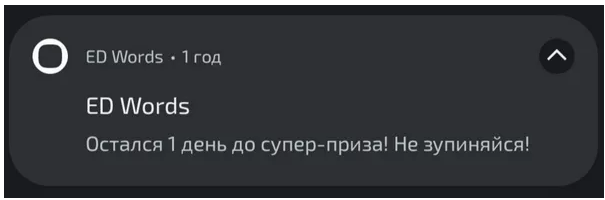 ED Words • 1 год
ED Words
Остался 1 день до супер-приза! Не зупиняйся!